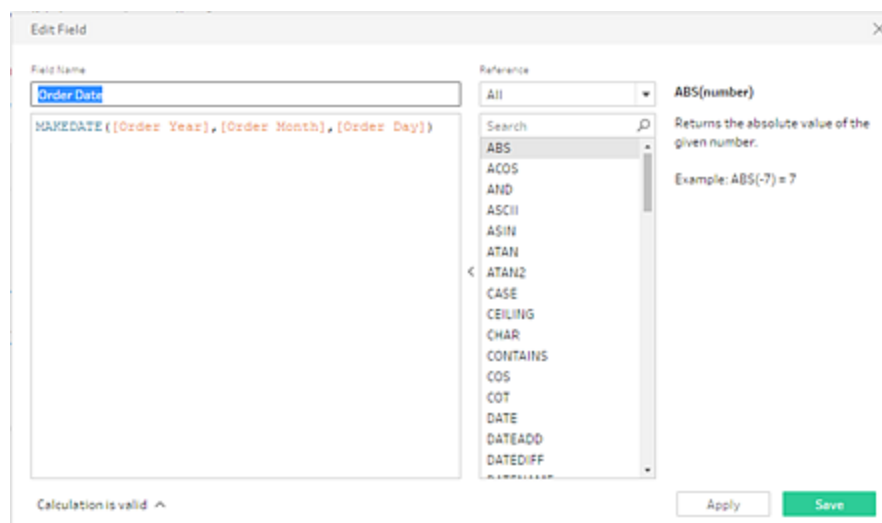 Edit Field
Field Name
Order Date
MAKEDATE([Order Year],[Order Month],[Order Day])
Reference
All
Search
ABS
ACOS
AND
ASCII
ASIN
ATAN
ATAN2
CASE
CEILING
CHAR
CONTAINS
COS
COT
DATE
DATEADD
DATEDIFF
ABS(number)
Returns the absolute value of the
given number.
Example: ABS(-7) = 7
Calculation is valid
Apply
Save